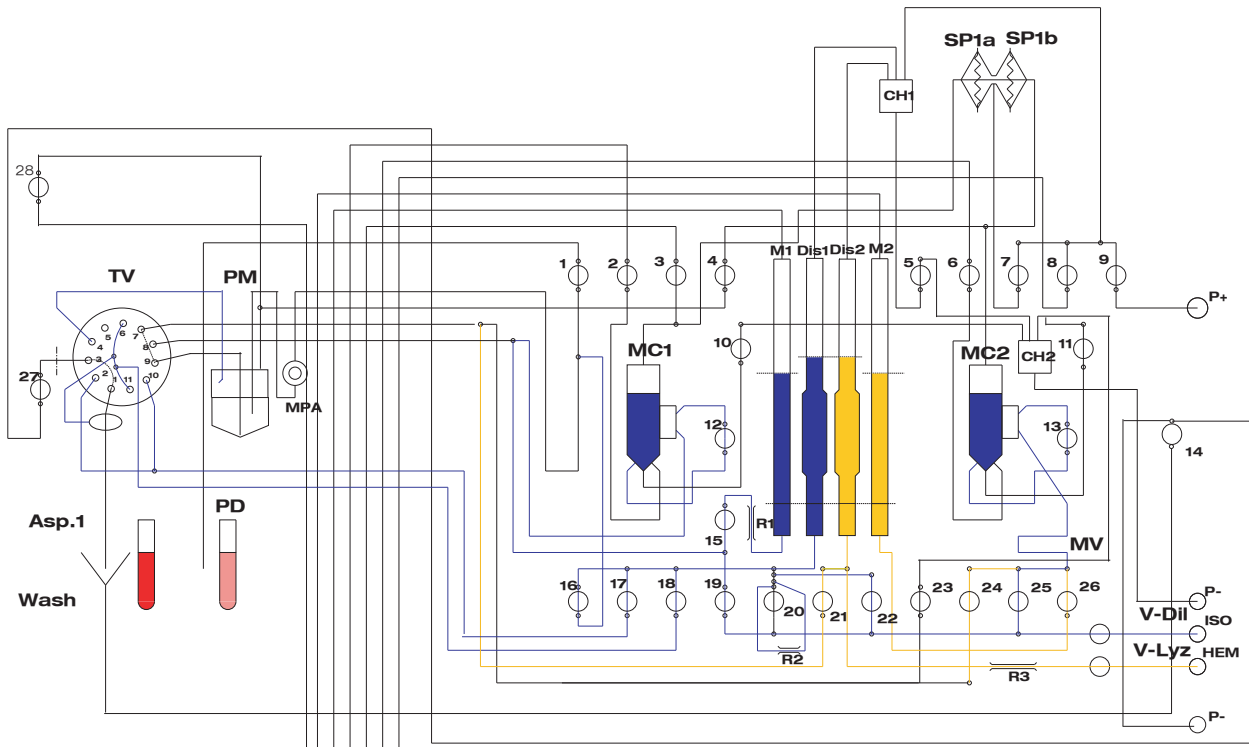 SP1a SP1b
CH1
28
TV
PM
1
2
3
4
M1 Dis1 Dis2 M2
5
6
7
8
9
P+
5
6
7
4
8
3
9
2
1
11
10
27
MPA
MC1
10
MC2
CH2
11
12
13
14
Asp.1
PD
15
R1
MV
Wash
16
17
18
19
20
21
22
23
24
25
26
P-
V-Dil
ISO
R2
V-Lyz
HEM
R3
P-